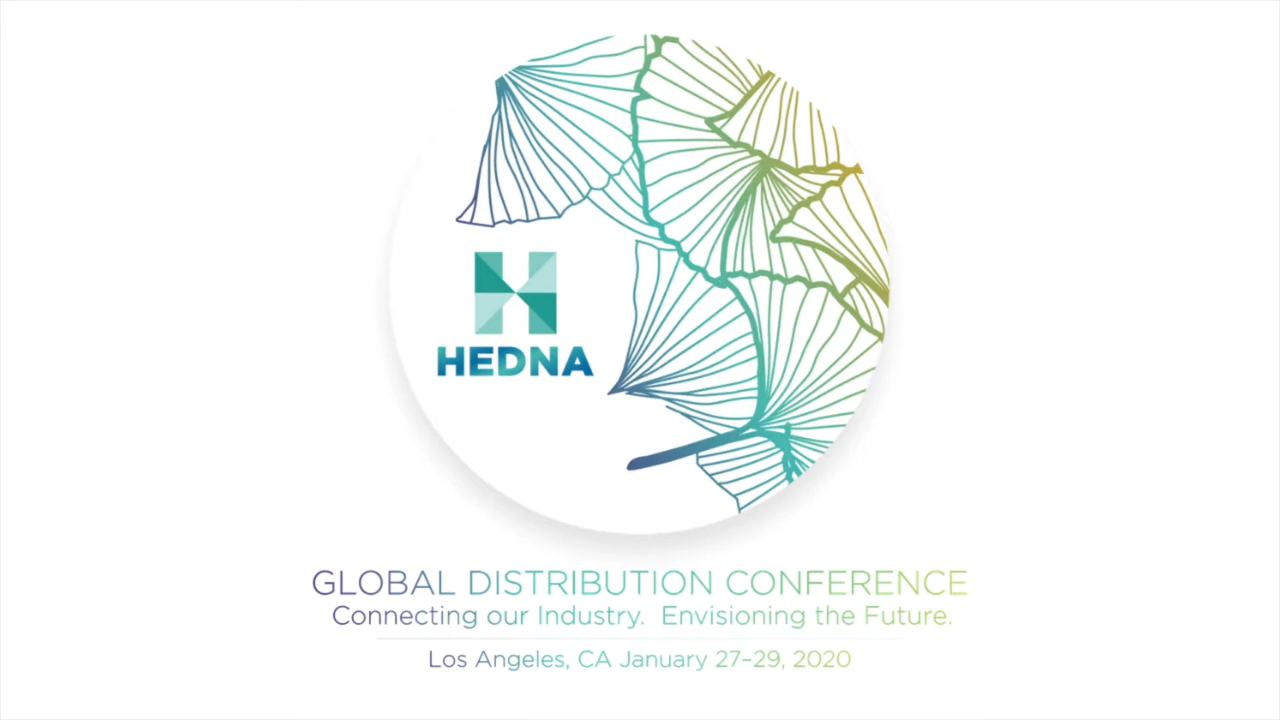 HEDNA
GLOBAL DISTRIBUTION CONFERENCE
Connecting our Industry.  Envisioning the Future.
Los Angeles, CA January 27–29, 2020